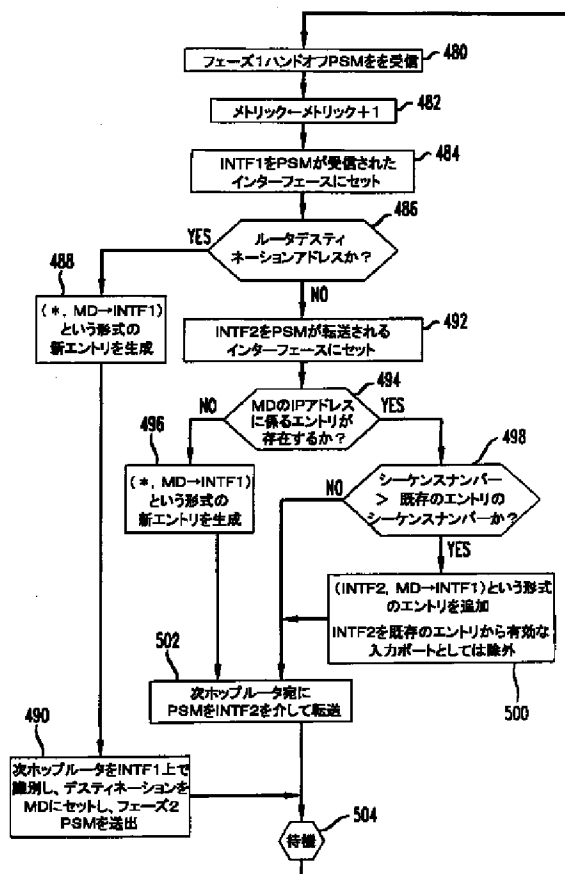 フェーズ1ハンドオフPSMをを受信
480
メトリック←メトリック+1
482
INTF1をPSMが受信された
インターフェースにセット
484
ルータデスティ
ネーションアドレスか?
486
YES
NO
488
(*, MD→INTF1)
という形式の
新エントリを生成
INTF2をPSMが転送される
インターフェースにセット
492
MDのIPアドレス
に係るエントリが
存在するか?
494
NO
YES
496
(*, MD→INTF1)
という形式の
新エントリを生成
シーケンスナンバー
> 既存のエントリの
シーケンスナンバーか?
498
NO
YES
(INTF2, MD→INTF1)という形式
のエントリを追加
INTF2を既存のエントリから有効な
入力ポートとしては除外
500
502
次ホップルータ宛に
PSMをINTF2を介して転送
490
次ホップルータをINTF1上で
識別し、デスティネーションを
MDにセットし、フェーズ2
PSMを送出
待機
504